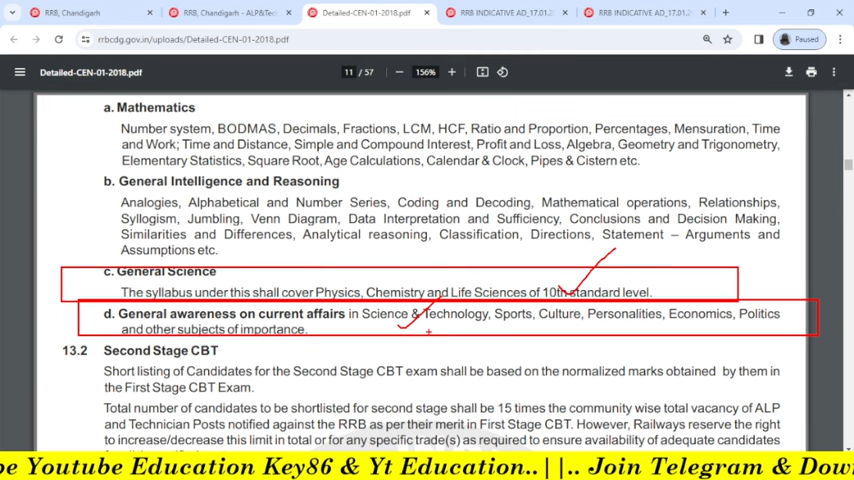 RRB, Chandigarh
RRB, Chandigarh - ALP&Tech
Detailed-CEN-01-2018.pdf
RRB INDICATIVE AD_17.01.2
RRB INDICATIVE AD_17.01.2
rrbcdg.gov.in/uploads/Detailed-CEN-01-2018.pdf
Paused
Detailed-CEN-01-2018.pdf
11 / 57
156%
a. Mathematics
Number system, BODMAS, Decimals, Fractions, LCM, HCF, Ratio and Proportion, Percentages, Mensuration, Time
and Work; Time and Distance, Simple and Compound Interest, Profit and Loss, Algebra, Geometry and Trigonometry,
Elementary Statistics, Square Root, Age Calculations, Calendar & Clock, Pipes & Cistern etc.
b. General Intelligence and Reasoning
Analogies, Alphabetical and Number Series, Coding and Decoding, Mathematical operations, Relationships,
Syllogism, Jumbling, Venn Diagram, Data Interpretation and Sufficiency, Conclusions and Decision Making,
Similarities and Differences, Analytical reasoning, Classification, Directions, Statement – Arguments and
Assumptions etc.
c. General Science
The syllabus under this shall cover Physics, Chemistry and Life Sciences of 10th standard level.
d. General awareness on current affairs in Science & Technology, Sports, Culture, Personalities, Economics, Politics
and other subjects of importance.
13.2 Second Stage CBT
Short listing of Candidates for the Second Stage CBT exam shall be based on the normalized marks obtained by them in
the First Stage CBT Exam.
Total number of candidates to be shortlisted for second stage shall be 15 times the community wise total vacancy of ALP
and Technician Posts notified against the RRB as per their merit in First Stage CBT. However, Railways reserve the right
to increase/decrease this limit in total or for any specific trade(s) as required to ensure availability of adequate candidates
be Youtube Education Key86 & Yt Education..||.. Join Telegram & Dow